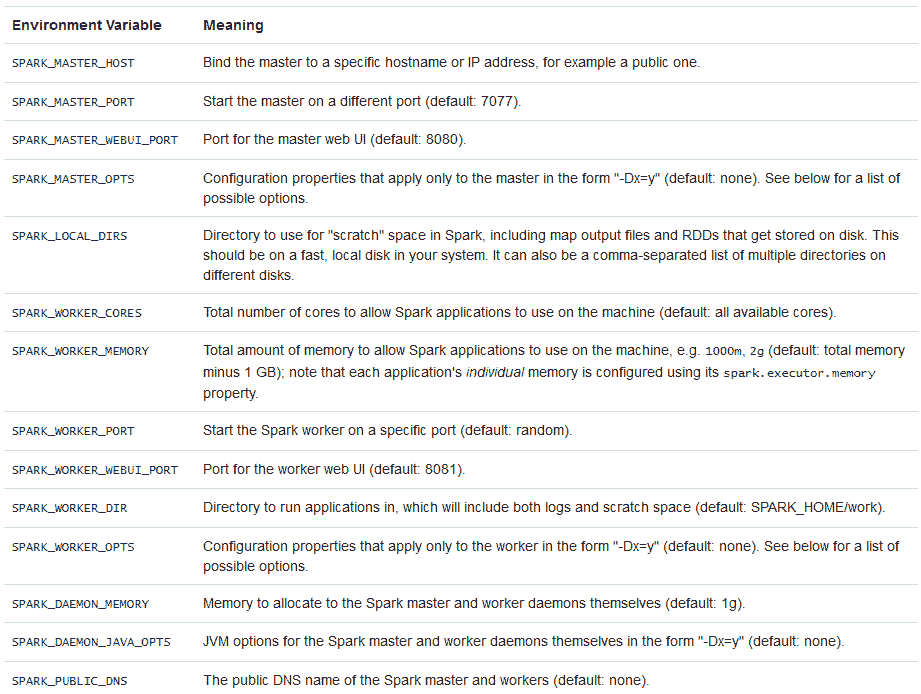 Environment Variable Meaning
SPARK_MASTER_HOST Bind the master to a specific hostname or IP address, for example a public one.
SPARK_MASTER_PORT Start the master on a different port (default: 7077).
SPARK_MASTER_WEBUI_PORT Port for the master web UI (default: 8080).
SPARK_MASTER_OPTS Configuration properties that apply only to the master in the form "-Dx=y" (default: none). See below for a list of
possible options.
SPARK_LOCAL_DIRS Directory to use for "scratch" space in Spark, including map output files and RDDs that get stored on disk. This
should be on a fast, local disk in your system. It can also be a comma-separated list of multiple directories on
different disks.
SPARK_WORKER_CORES Total number of cores to allow Spark applications to use on the machine (default: all available cores).
SPARK_WORKER_MEMORY Total amount of memory to allow Spark applications to use on the machine, e.g. 1000m, 2g (default: total memory
minus 1 GB); note that each application's individual memory is configured using its spark.executor.memory
property.
SPARK_WORKER_PORT Start the Spark worker on a specific port (default: random).
SPARK_WORKER_WEBUI_PORT Port for the worker web UI (default: 8081).
SPARK_WORKER_DIR Directory to run applications in, which will include both logs and scratch space (default: SPARK_HOME/work).
SPARK_WORKER_OPTS Configuration properties that apply only to the worker in the form "-Dx=y" (default: none). See below for a list of
possible options.
SPARK_DAEMON_MEMORY Memory to allocate to the Spark master and worker daemons themselves (default: 1g).
SPARK_DAEMON_JAVA_OPTS JVM options for the Spark master and worker daemons themselves in the form "-Dx=y" (default: none).
SPARK_PUBLIC_DNS The public DNS name of the Spark master and workers (default: none).